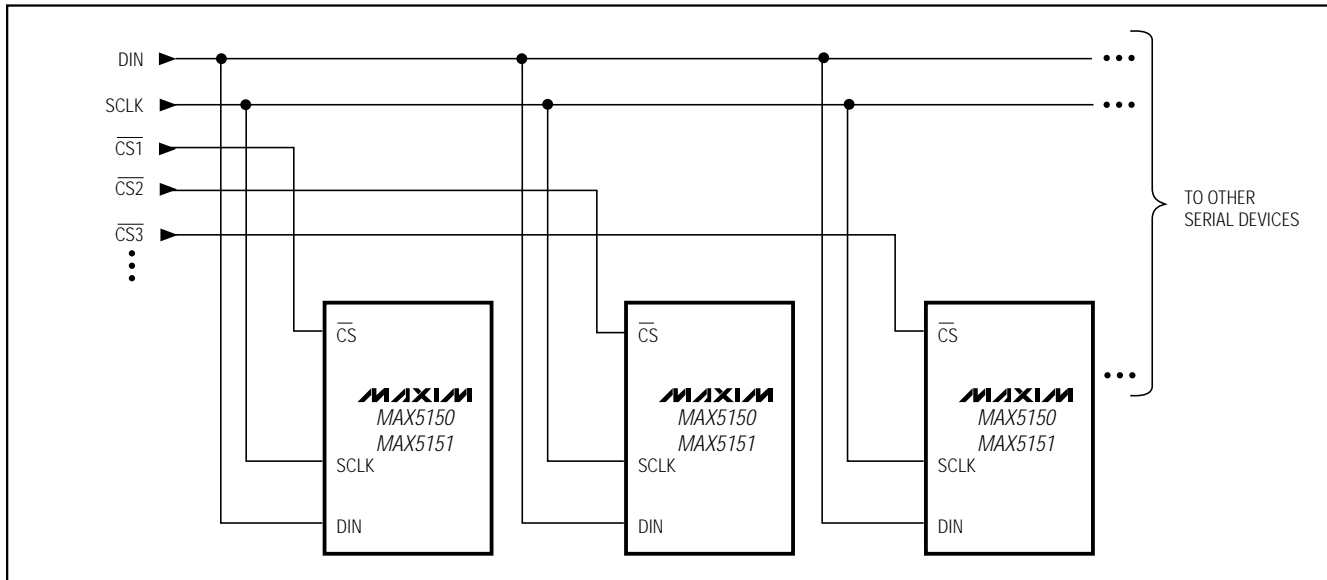 DIN
SCLK
CS1
CS2
CS3
TO OTHER
SERIAL DEVICES
CS
MAXIM
MAX5150
MAX5151
SCLK
DIN
CS
MAXIM
MAX5150
MAX5151
SCLK
DIN
CS
MAXIM
MAX5150
MAX5151
SCLK
DIN